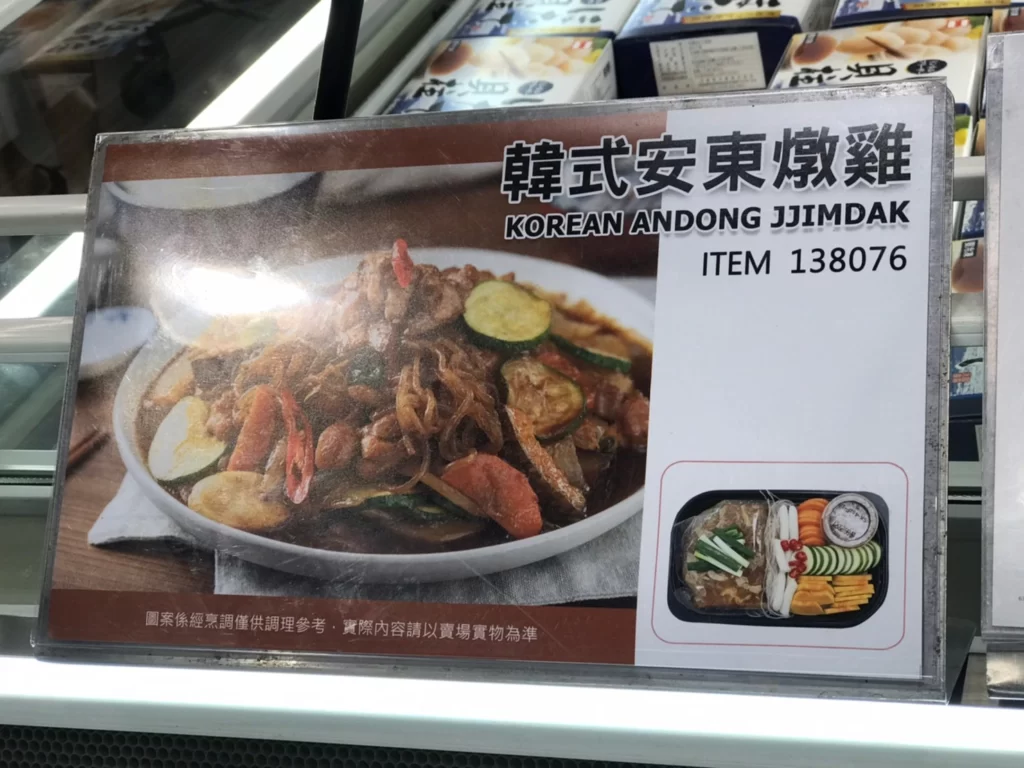 韓式安東燉雞
KOREAN ANDONG JJIMDAK
ITEM 138076
圖案係經烹調僅供調理參考．實際內容請以賣場實物為準